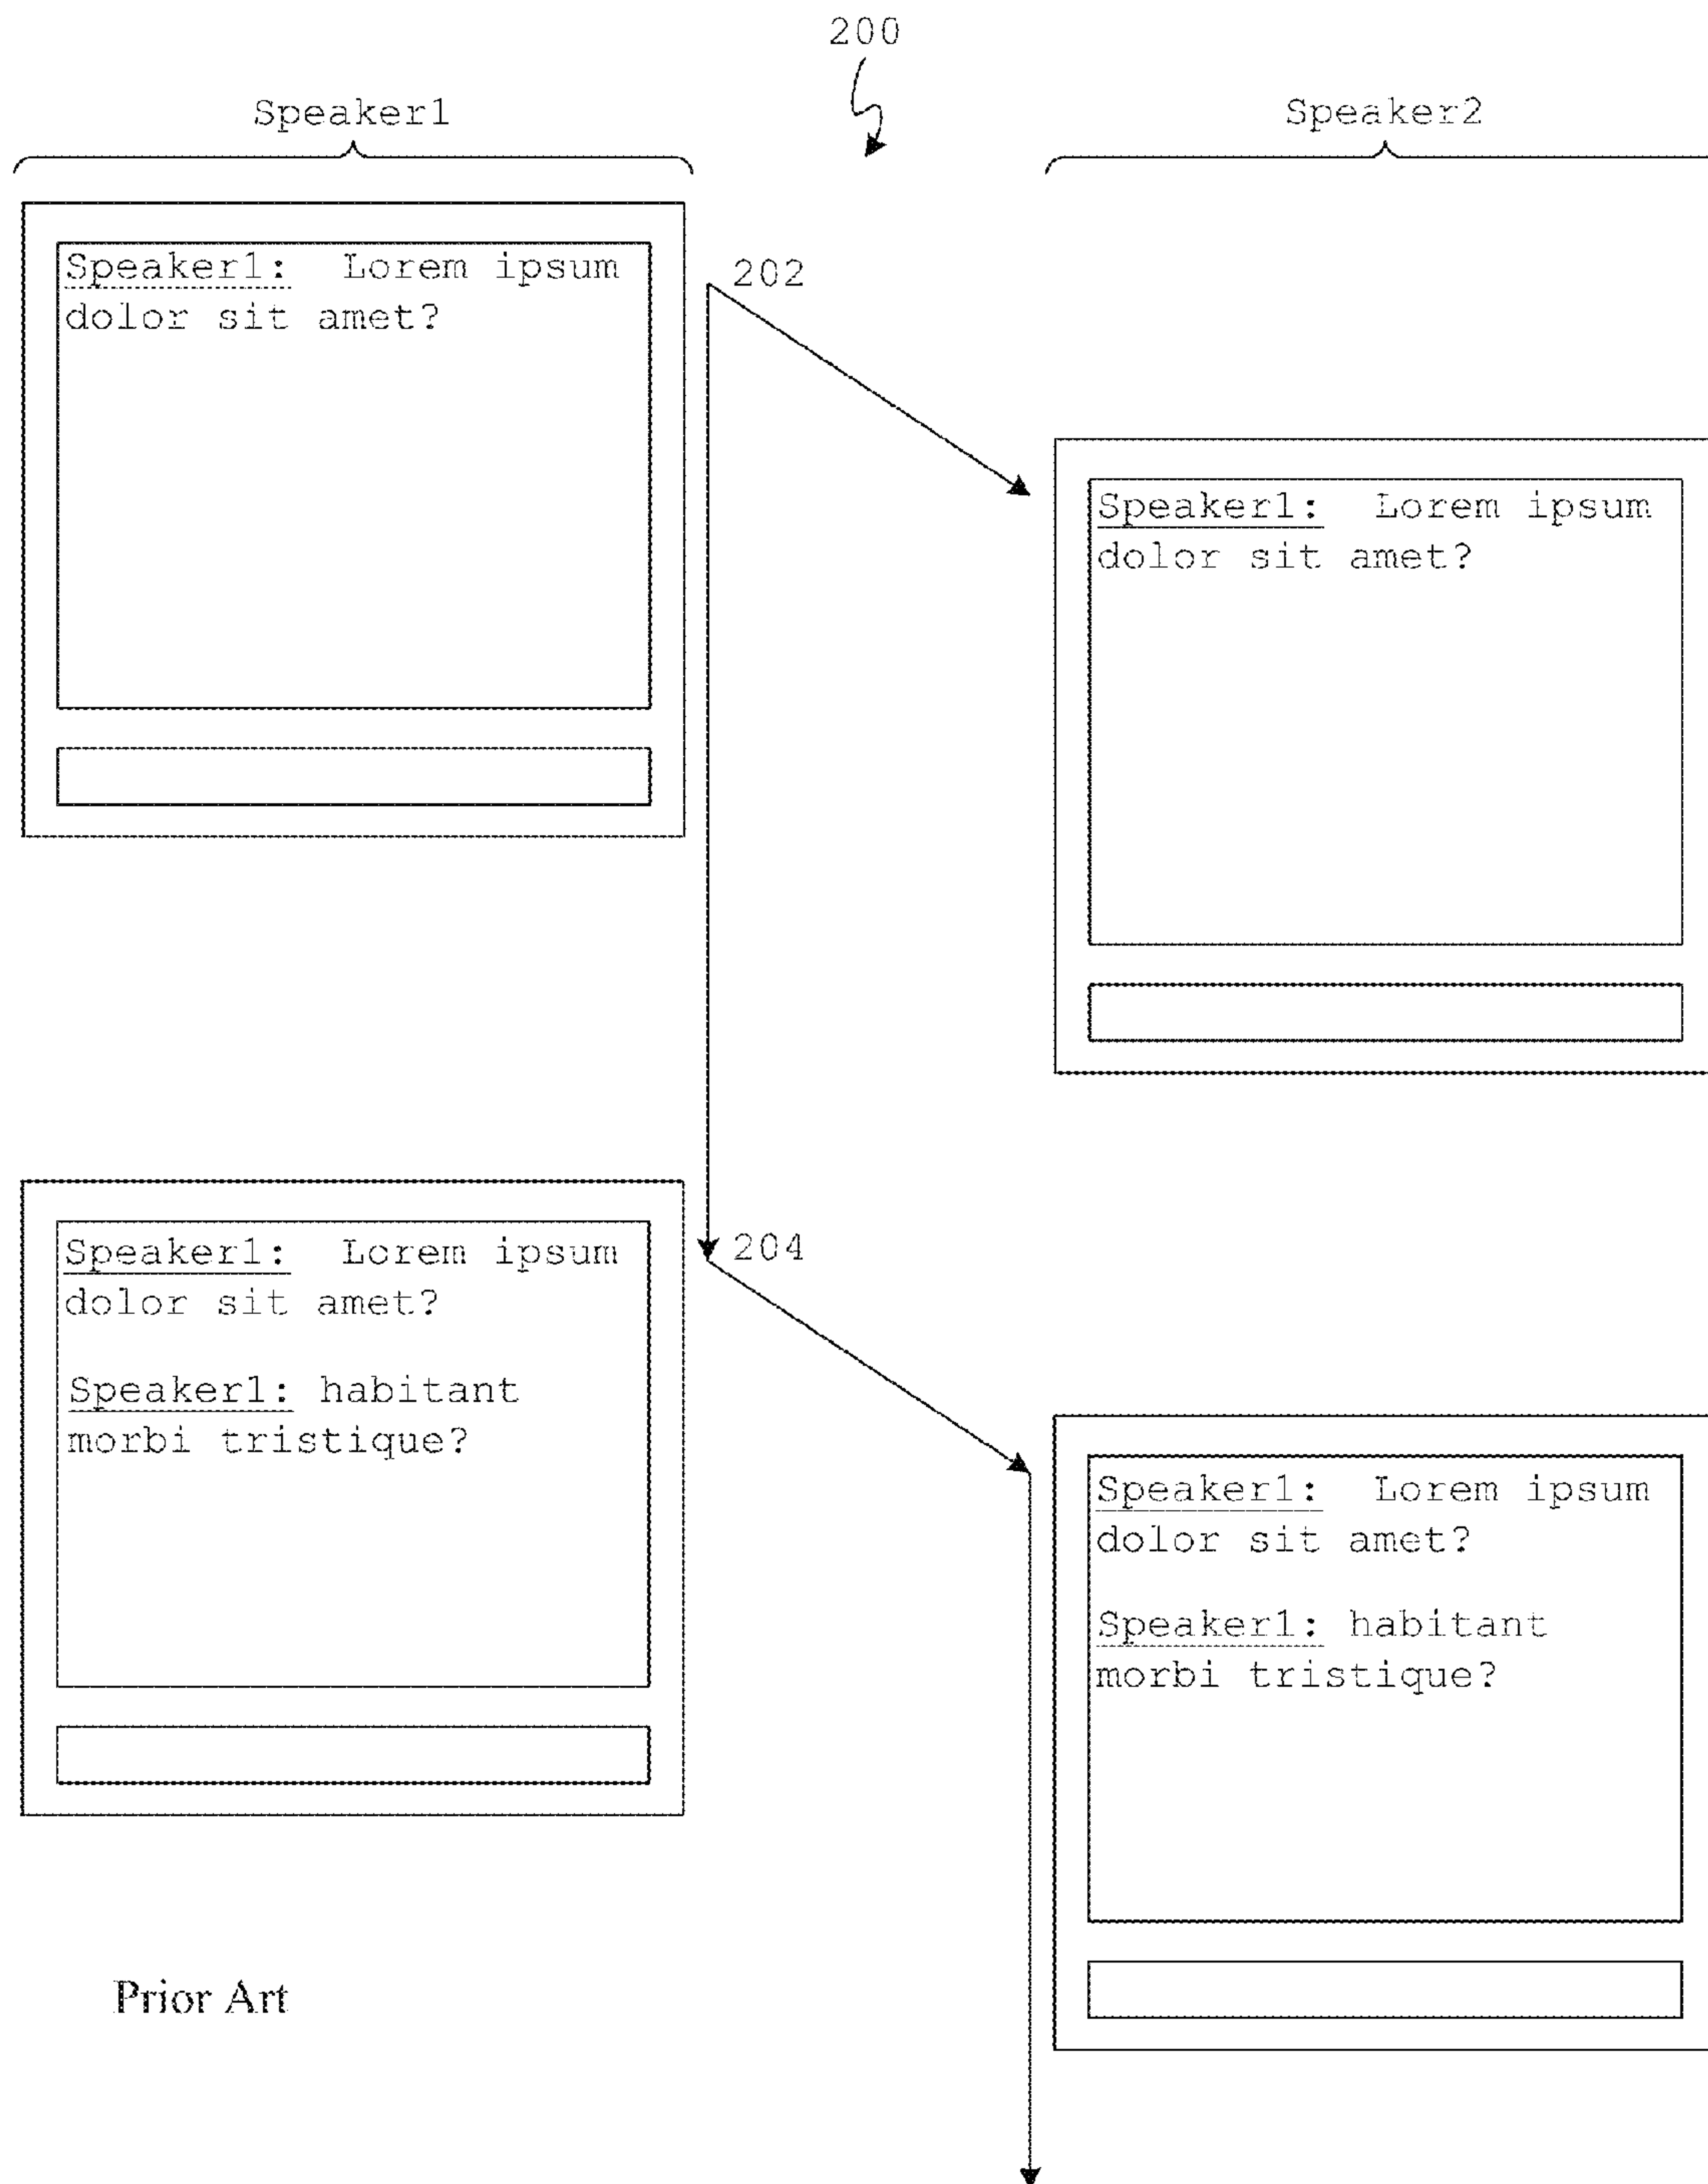 200
Speaker1
Speaker2
Speaker1:  Lorem ipsum
dolor sit amet?
202
Speaker1:  Lorem ipsum
dolor sit amet?
204
Speaker1:  Lorem ipsum
dolor sit amet?
Speaker1: habitant
morbi tristique?
Speaker1:  Lorem ipsum
dolor sit amet?
Speaker1: habitant
morbi tristique?
Prior Art